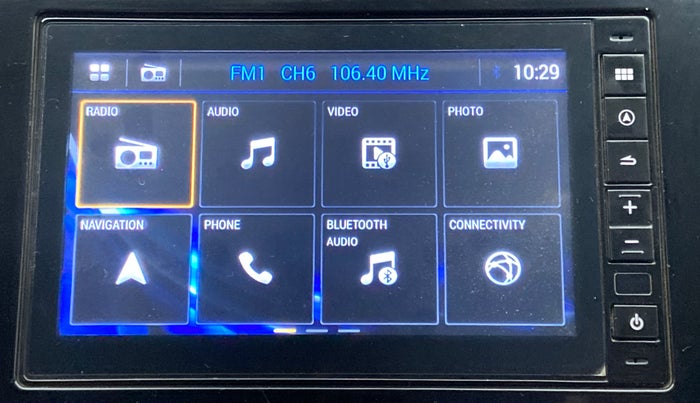 FM1 CH6 106.40 MHz 10:29
RADIO AUDIO VIDEO PHOTO
NAVIGATION PHONE BLUETOOTH AUDIO CONNECTIVITY